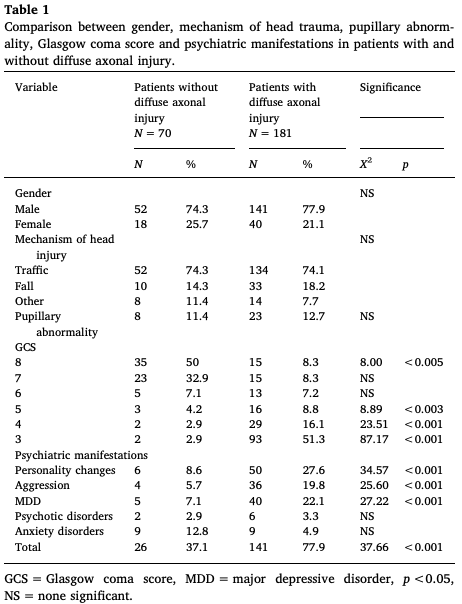 Table 1
Comparison between gender, mechanism of head trauma, pupillary abnorm-
ality, Glasgow coma score and psychiatric manifestations in patients with and
without diffuse axonal injury.
Variable Patients without diffuse axonal injury N = 70 Patients with diffuse axonal injury N = 181 Significance
N % N % X² p
Gender NS
Male 52 74.3 141 77.9
Female 18 25.7 40 21.1
Mechanism of head injury NS
Traffic 52 74.3 134 74.1
Fall 10 14.3 33 18.2
Other 8 11.4 14 7.7
Pupillary abnormality 8 11.4 23 12.7 NS
GCS
8 35 50 15 8.3 8.00 <0.005
7 23 32.9 15 8.3 NS
6 5 7.1 13 7.2 NS
5 3 4.2 16 8.8 8.89 <0.003
4 2 2.9 29 16.1 23.51 <0.001
3 2 2.9 93 51.3 87.17 <0.001
Psychiatric manifestations
Personality changes 6 8.6 50 27.6 34.57 <0.001
Aggression 4 5.7 36 19.8 25.60 <0.001
MDD 5 7.1 40 22.1 27.22 <0.001
Psychotic disorders 2 2.9 6 3.3 NS
Anxiety disorders 9 12.8 9 4.9 NS
Total 26 37.1 141 77.9 37.66 <0.001
GCS = Glasgow coma score, MDD = major depressive disorder, p < 0.05,
NS = none significant.